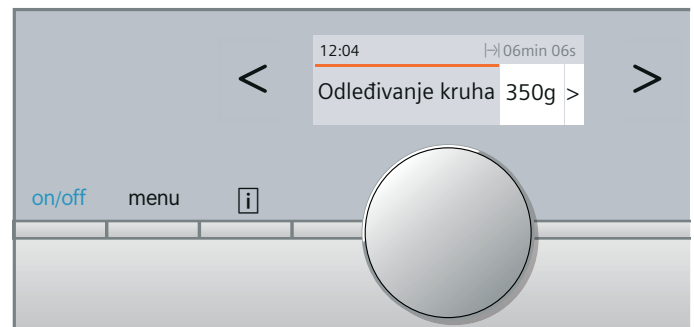 12:04 |→| 06min 06s
< Odleđivanje kruha 350g > >
on/off menu i